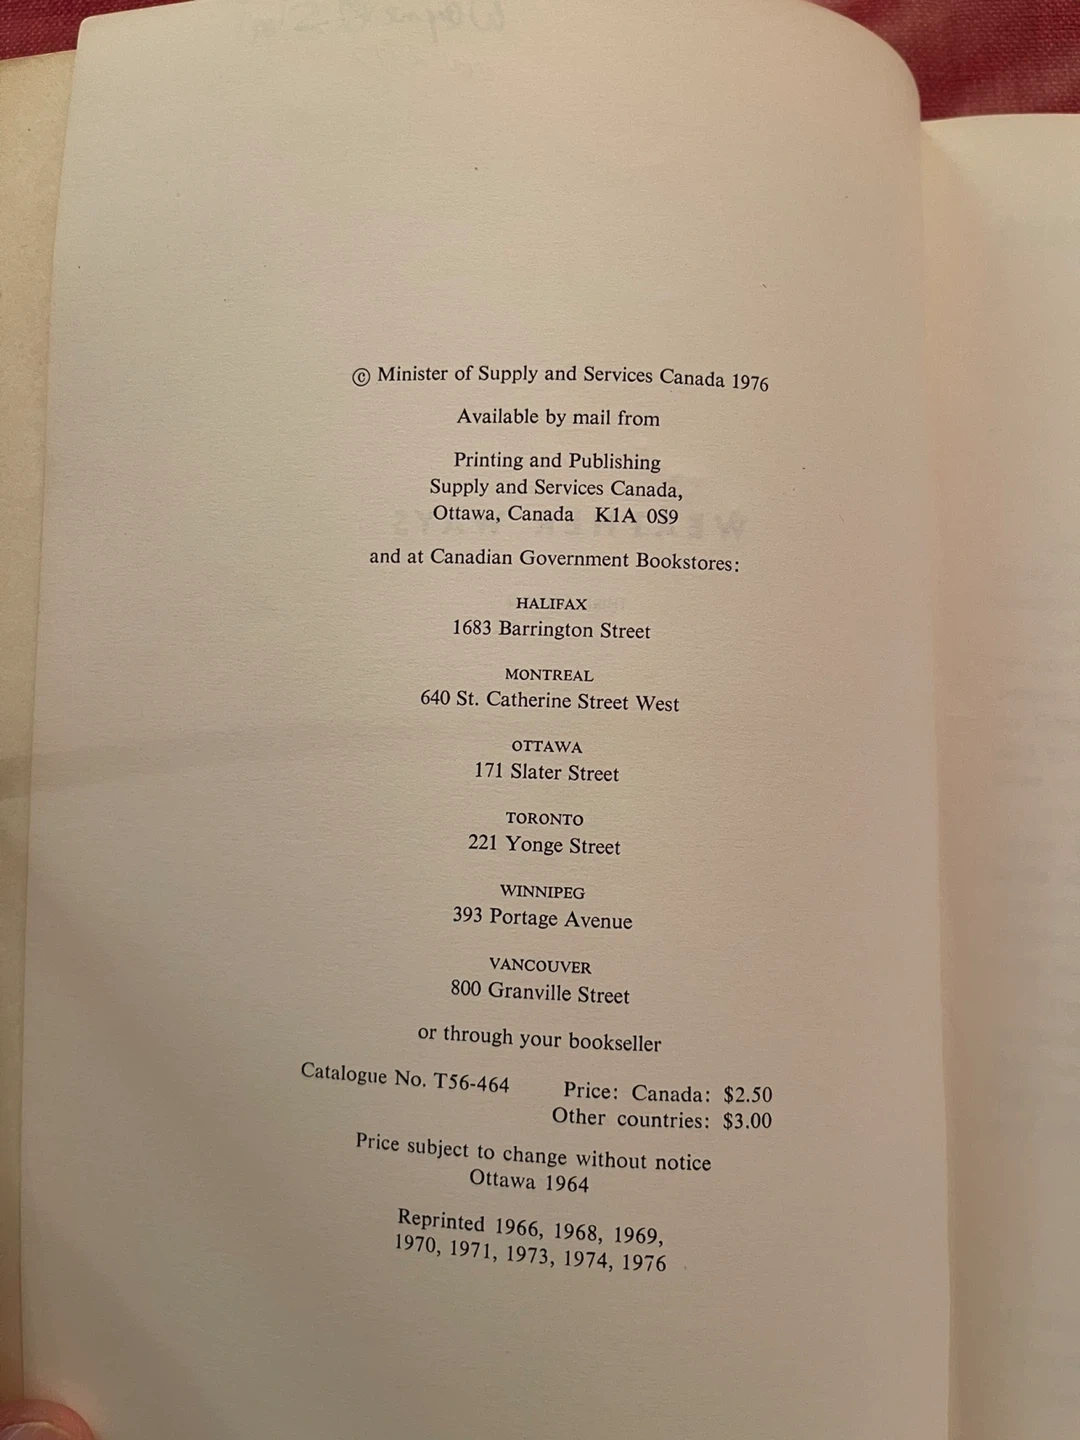 © Minister of Supply and Services Canada 1976
Available by mail from
Printing and Publishing
Supply and Services Canada,
Ottawa, Canada K1A 0S9
and at Canadian Government Bookstores:
HALIFAX
1683 Barrington Street
MONTREAL
640 St. Catherine Street West
OTTAWA
171 Slater Street
TORONTO
221 Yonge Street
WINNIPEG
393 Portage Avenue
VANCOUVER
800 Granville Street
or through your bookseller
Catalogue No. T56-464 Price: Canada: $2.50
Other countries: $3.00
Price subject to change without notice
Ottawa 1964
Reprinted 1966, 1968, 1969,
1970, 1971, 1973, 1974, 1976